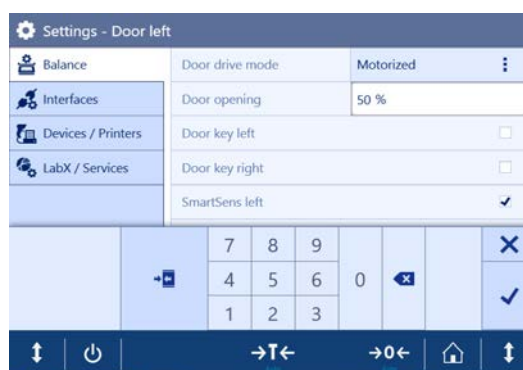 Settings - Door left
Balance
Interfaces
Devices / Printers
LabX / Services
Door drive mode
Motorized
Door opening
50 %
Door key left
Door key right
SmartSens left
7 8 9
4 5 6 0
1 2 3
→T← →0←